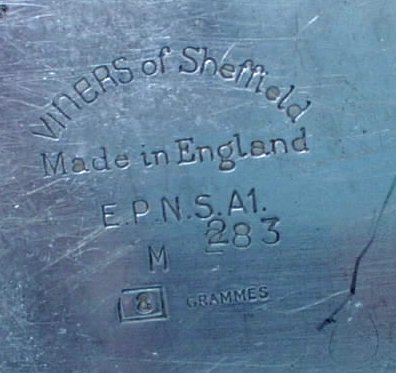 VINERS of Sheffield
Made in England
E.P.N.S.A1.
283
M
8 GRAMMES